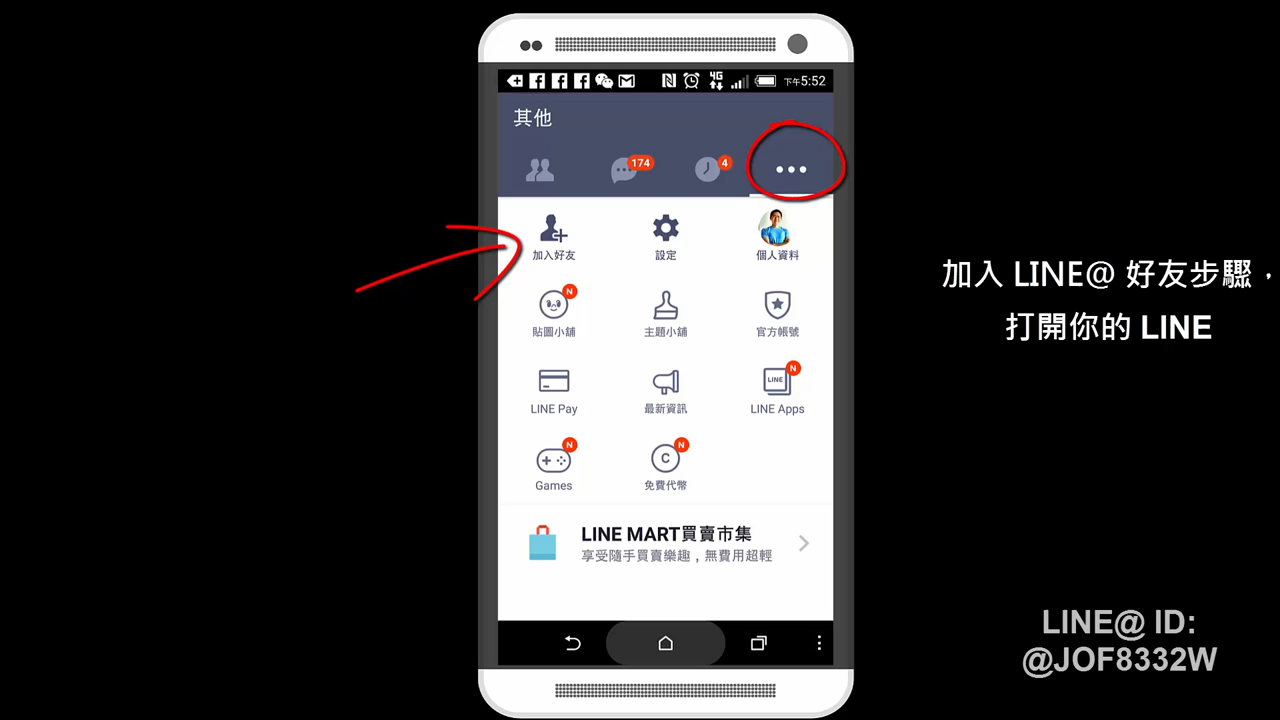 下午5:52
其他
174
4
加入好友
設定
個人資料
N
貼圖小舖
主題小舖
官方帳號
LINE
N
LINE Pay
最新資訊
LINE Apps
N
N
C
Games
免費代幣
LINE MART買賣市集
享受隨手買賣樂趣，無費用超輕
加入 LINE@ 好友步驟，
打開你的 LINE
LINE@ ID:
@JOF8332W